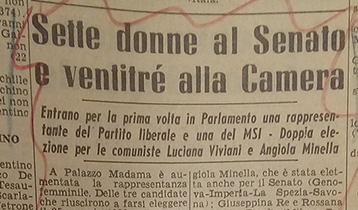 Sette donne al Senato
e ventitré alla Camera
Entrano per la prima volta in Parlamento una rappresen-
tante del Partito liberale e una del MSI - Doppia ele-
zione per le comuniste Luciana Viviani e Angiola Minella
A Palazzo Madama è au-
mentata la rappresentanza
femminile. Delle tre candidate
che riuscirono a farsi eleggere
giola Minella, che è stata elet-
ta anche per il Senato (Geno-
va-Imperia-La Spezia-Savo-
na); Giuseppina Re e Rossana